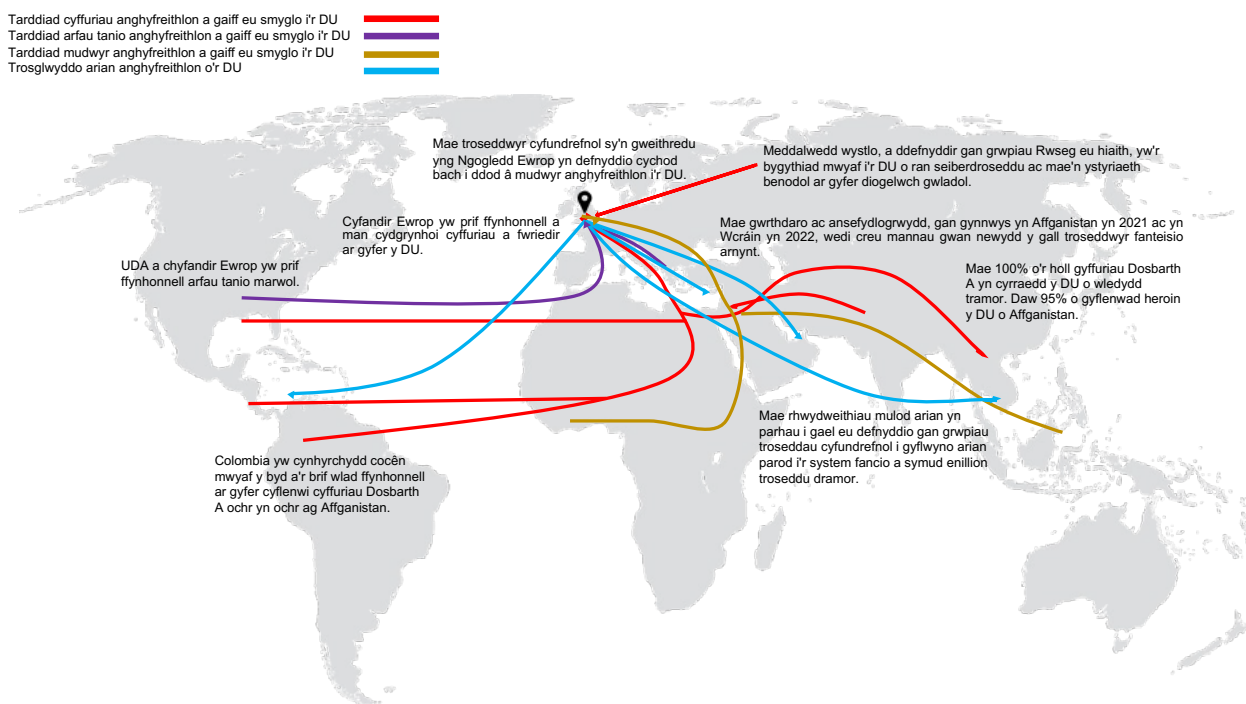 Tarddiad cyffuriau anghyfreithlon a gaiff eu smyglo i'r DU
Tarddiad arfau tanio anghyfreithlon a gaiff eu smyglo i'r DU
Tarddiad mudwyr anghyfreithlon a gaiff eu smyglo i'r DU
Trosglwyddo arian anghyfreithlon o'r DU
Mae troseddwyr cyfundrefnol sy'n gweithredu
yng Ngogledd Ewrop yn defnyddio cychod
bach i ddod â mudwyr anghyfreithlon i'r DU.
Meddalwedd wystlo, a ddefnyddir gan grwpiau Rwseg eu hiaith, yw'r
bygythiad mwyaf i'r DU o ran seiberdroseddu ac mae'n ystyriaeth
benodol ar gyfer diogelwch gwladol.
Cyfandir Ewrop yw prif ffynhonnell a
man cydgrynhoi cyffuriau a fwriedir
ar gyfer y DU.
Mae gwrthdaro ac ansefydlogrwydd, gan gynnwys yn Affganistan yn 2021 ac yn
Wcráin yn 2022, wedi creu mannau gwan newydd y gall troseddwyr fanteisio
arnynt.
UDA a chyfandir Ewrop yw prif
ffynhonnell arfau tanio marwol.
Mae 100% o'r holl gyffuriau Dosbarth
A yn cyrraedd y DU o wledydd
tramor. Daw 95% o gyflenwad heroin
y DU o Affganistan.
Mae rhwydweithiau mulod arian yn
parhau i gael eu defnyddio gan grwpiau
troseddau cyfundrefnol i gyflwyno arian
parod i'r system fancio a symud enillion
troseddu dramor.
Colombia yw cynhyrchydd cocên
mwyaf y byd a'r brif wlad ffynhonnell
ar gyfer cyflenwi cyffuriau Dosbarth
A ochr yn ochr ag Affganistan.